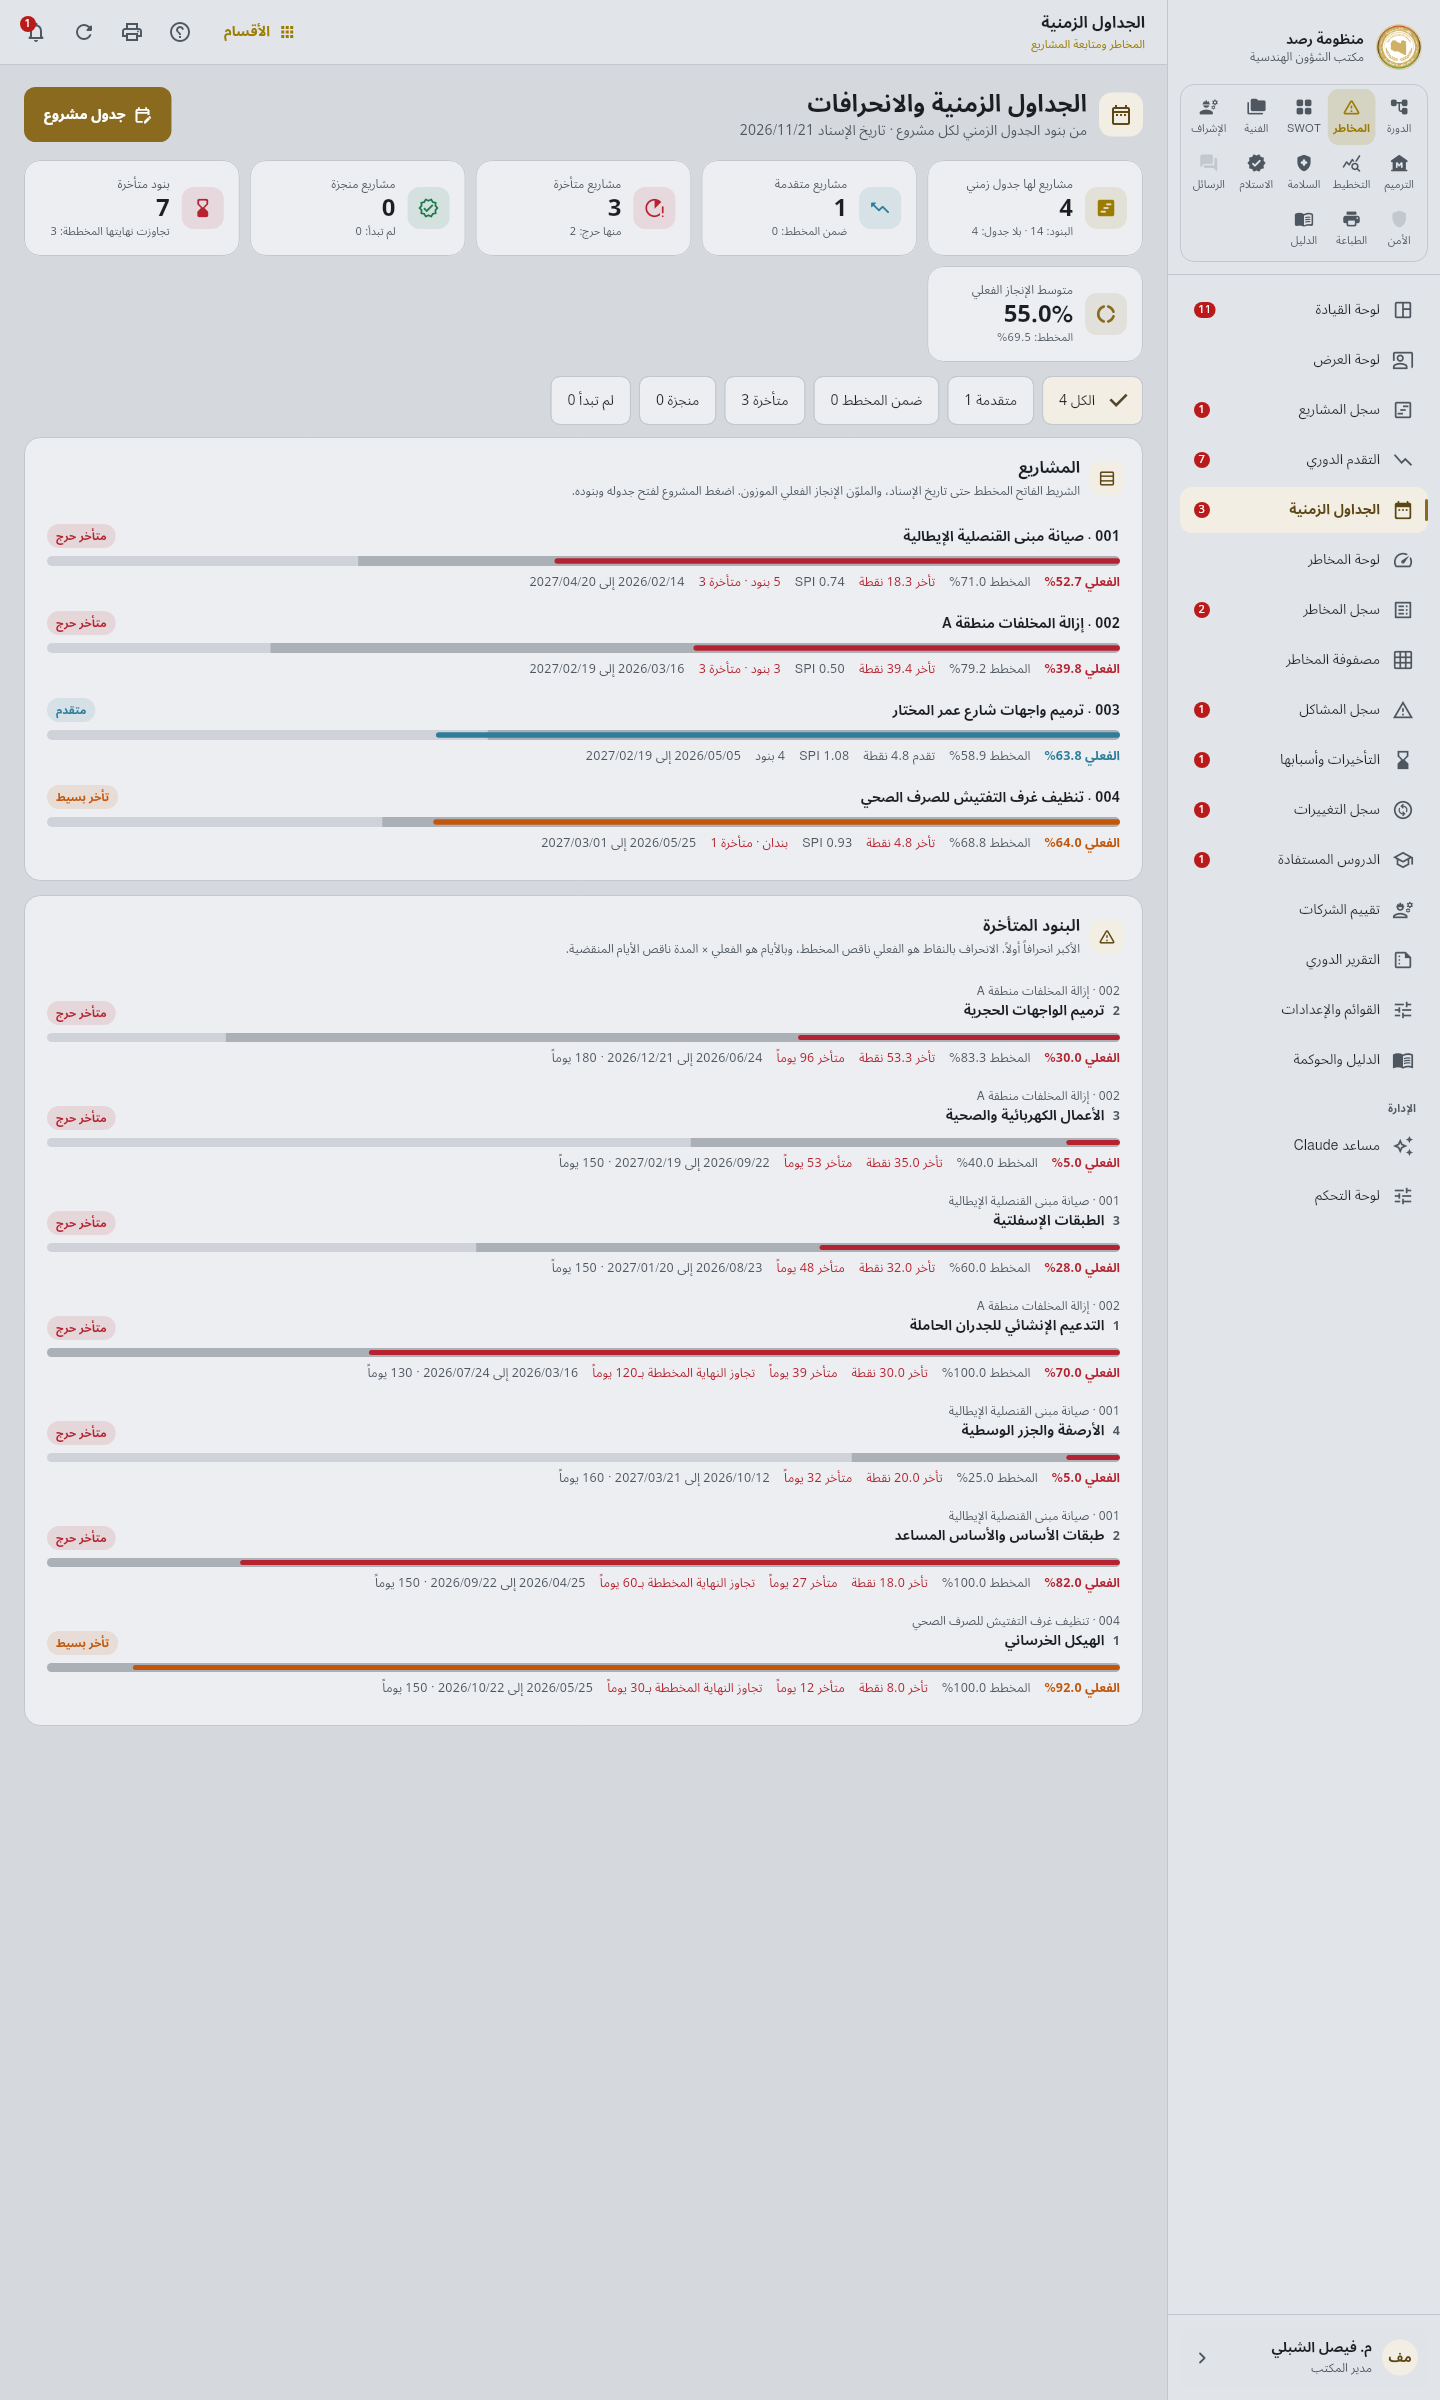 منظومة رصد
مكتب الشؤون الهندسية
الدورة
المخاطر
SWOT
الفنية
الإشراف
الترميم
التخطيط
السلامة
الاستلام
الرسائل
الأمن
الطباعة
الدليل
لوحة القيادة 11
لوحة العرض
سجل المشاريع 1
التقدم الدوري 7
الجداول الزمنية 3
لوحة المخاطر
سجل المخاطر 2
مصفوفة المخاطر
سجل المشاكل 1
التأخيرات وأسبابها 1
سجل التغييرات 1
الدروس المستفادة 1
تقييم الشركات
التقرير الدوري
القوائم والإعدادات
الدليل والحوكمة
الإدارة
مساعد Claude
لوحة التحكم
مف
م. فيصل الشبلي
مدير المكتب
الجداول الزمنية
المخاطر ومتابعة المشاريع
الأقسام
1
الجداول الزمنية والانحرافات
من بنود الجدول الزمني لكل مشروع · تاريخ الإسناد 2026/11/21
جدول مشروع
مشاريع لها جدول زمني
4
البنود: 14 · بلا جدول: 4
مشاريع متقدمة
1
ضمن المخطط: 0
مشاريع متأخرة
3
منها حرج: 2
مشاريع منجزة
0
لم تبدأ: 0
بنود متأخرة
7
تجاوزت نهايتها المخططة: 3
متوسط الإنجاز الفعلي
55.0%
المخطط: 69.5%
الكل 4
متقدمة 1
ضمن المخطط 0
متأخرة 3
منجزة 0
لم تبدأ 0
المشاريع
الشريط الفاتح المخطط حتى تاريخ الإسناد، والملوّن الإنجاز الفعلي الموزون. اضغط المشروع لفتح جدوله وبنوده.
001 · صيانة مبنى القنصلية الإيطالية
متأخر حرج
الفعلي 52.7% المخطط 71.0% تأخر 18.3 نقطة SPI 0.74 5 بنود · متأخرة 3 2026/02/14 إلى 2027/04/20
002 · إزالة المخلفات منطقة A
متأخر حرج
الفعلي 39.8% المخطط 79.2% تأخر 39.4 نقطة SPI 0.50 3 بنود · متأخرة 3 2026/03/16 إلى 2027/02/19
003 · ترميم واجهات شارع عمر المختار
متقدم
الفعلي 63.8% المخطط 58.9% تقدم 4.8 نقطة SPI 1.08 4 بنود 2026/05/05 إلى 2027/02/19
004 · تنظيف غرف التفتيش للصرف الصحي
تأخر بسيط
الفعلي 64.0% المخطط 68.8% تأخر 4.8 نقطة SPI 0.93 بندان · متأخرة 1 2026/05/25 إلى 2027/03/01
البنود المتأخرة
الأكبر انحرافاً أولاً. الانحراف بالنقاط هو الفعلي ناقص المخطط، وبالأيام هو الفعلي × المدة ناقص الأيام المنقضية.
002 · إزالة المخلفات منطقة A
2 ترميم الواجهات الحجرية
متأخر حرج
الفعلي 30.0% المخطط 83.3% تأخر 53.3 نقطة متأخر 96 يوماً 2026/06/24 إلى 2026/12/21 · 180 يوماً
002 · إزالة المخلفات منطقة A
3 الأعمال الكهربائية والصحية
متأخر حرج
الفعلي 5.0% المخطط 40.0% تأخر 35.0 نقطة متأخر 53 يوماً 2026/09/22 إلى 2027/02/19 · 150 يوماً
001 · صيانة مبنى القنصلية الإيطالية
3 الطبقات الإسفلتية
متأخر حرج
الفعلي 28.0% المخطط 60.0% تأخر 32.0 نقطة متأخر 48 يوماً 2026/08/23 إلى 2027/01/20 · 150 يوماً
002 · إزالة المخلفات منطقة A
1 التدعيم الإنشائي للجدران الحاملة
متأخر حرج
الفعلي 70.0% المخطط 100.0% تأخر 30.0 نقطة متأخر 39 يوماً تجاوز النهاية المخططة بـ120 يوماً 2026/03/16 إلى 2026/07/24 · 130 يوماً
001 · صيانة مبنى القنصلية الإيطالية
4 الأرصفة والجزر الوسطية
متأخر حرج
الفعلي 5.0% المخطط 25.0% تأخر 20.0 نقطة متأخر 32 يوماً 2026/10/12 إلى 2027/03/21 · 160 يوماً
001 · صيانة مبنى القنصلية الإيطالية
2 طبقات الأساس والأساس المساعد
متأخر حرج
الفعلي 82.0% المخطط 100.0% تأخر 18.0 نقطة متأخر 27 يوماً تجاوز النهاية المخططة بـ60 يوماً 2026/04/25 إلى 2026/09/22 · 150 يوماً
004 · تنظيف غرف التفتيش للصرف الصحي
1 الهيكل الخرساني
تأخر بسيط
الفعلي 92.0% المخطط 100.0% تأخر 8.0 نقطة متأخر 12 يوماً تجاوز النهاية المخططة بـ30 يوماً 2026/05/25 إلى 2026/10/22 · 150 يوماً